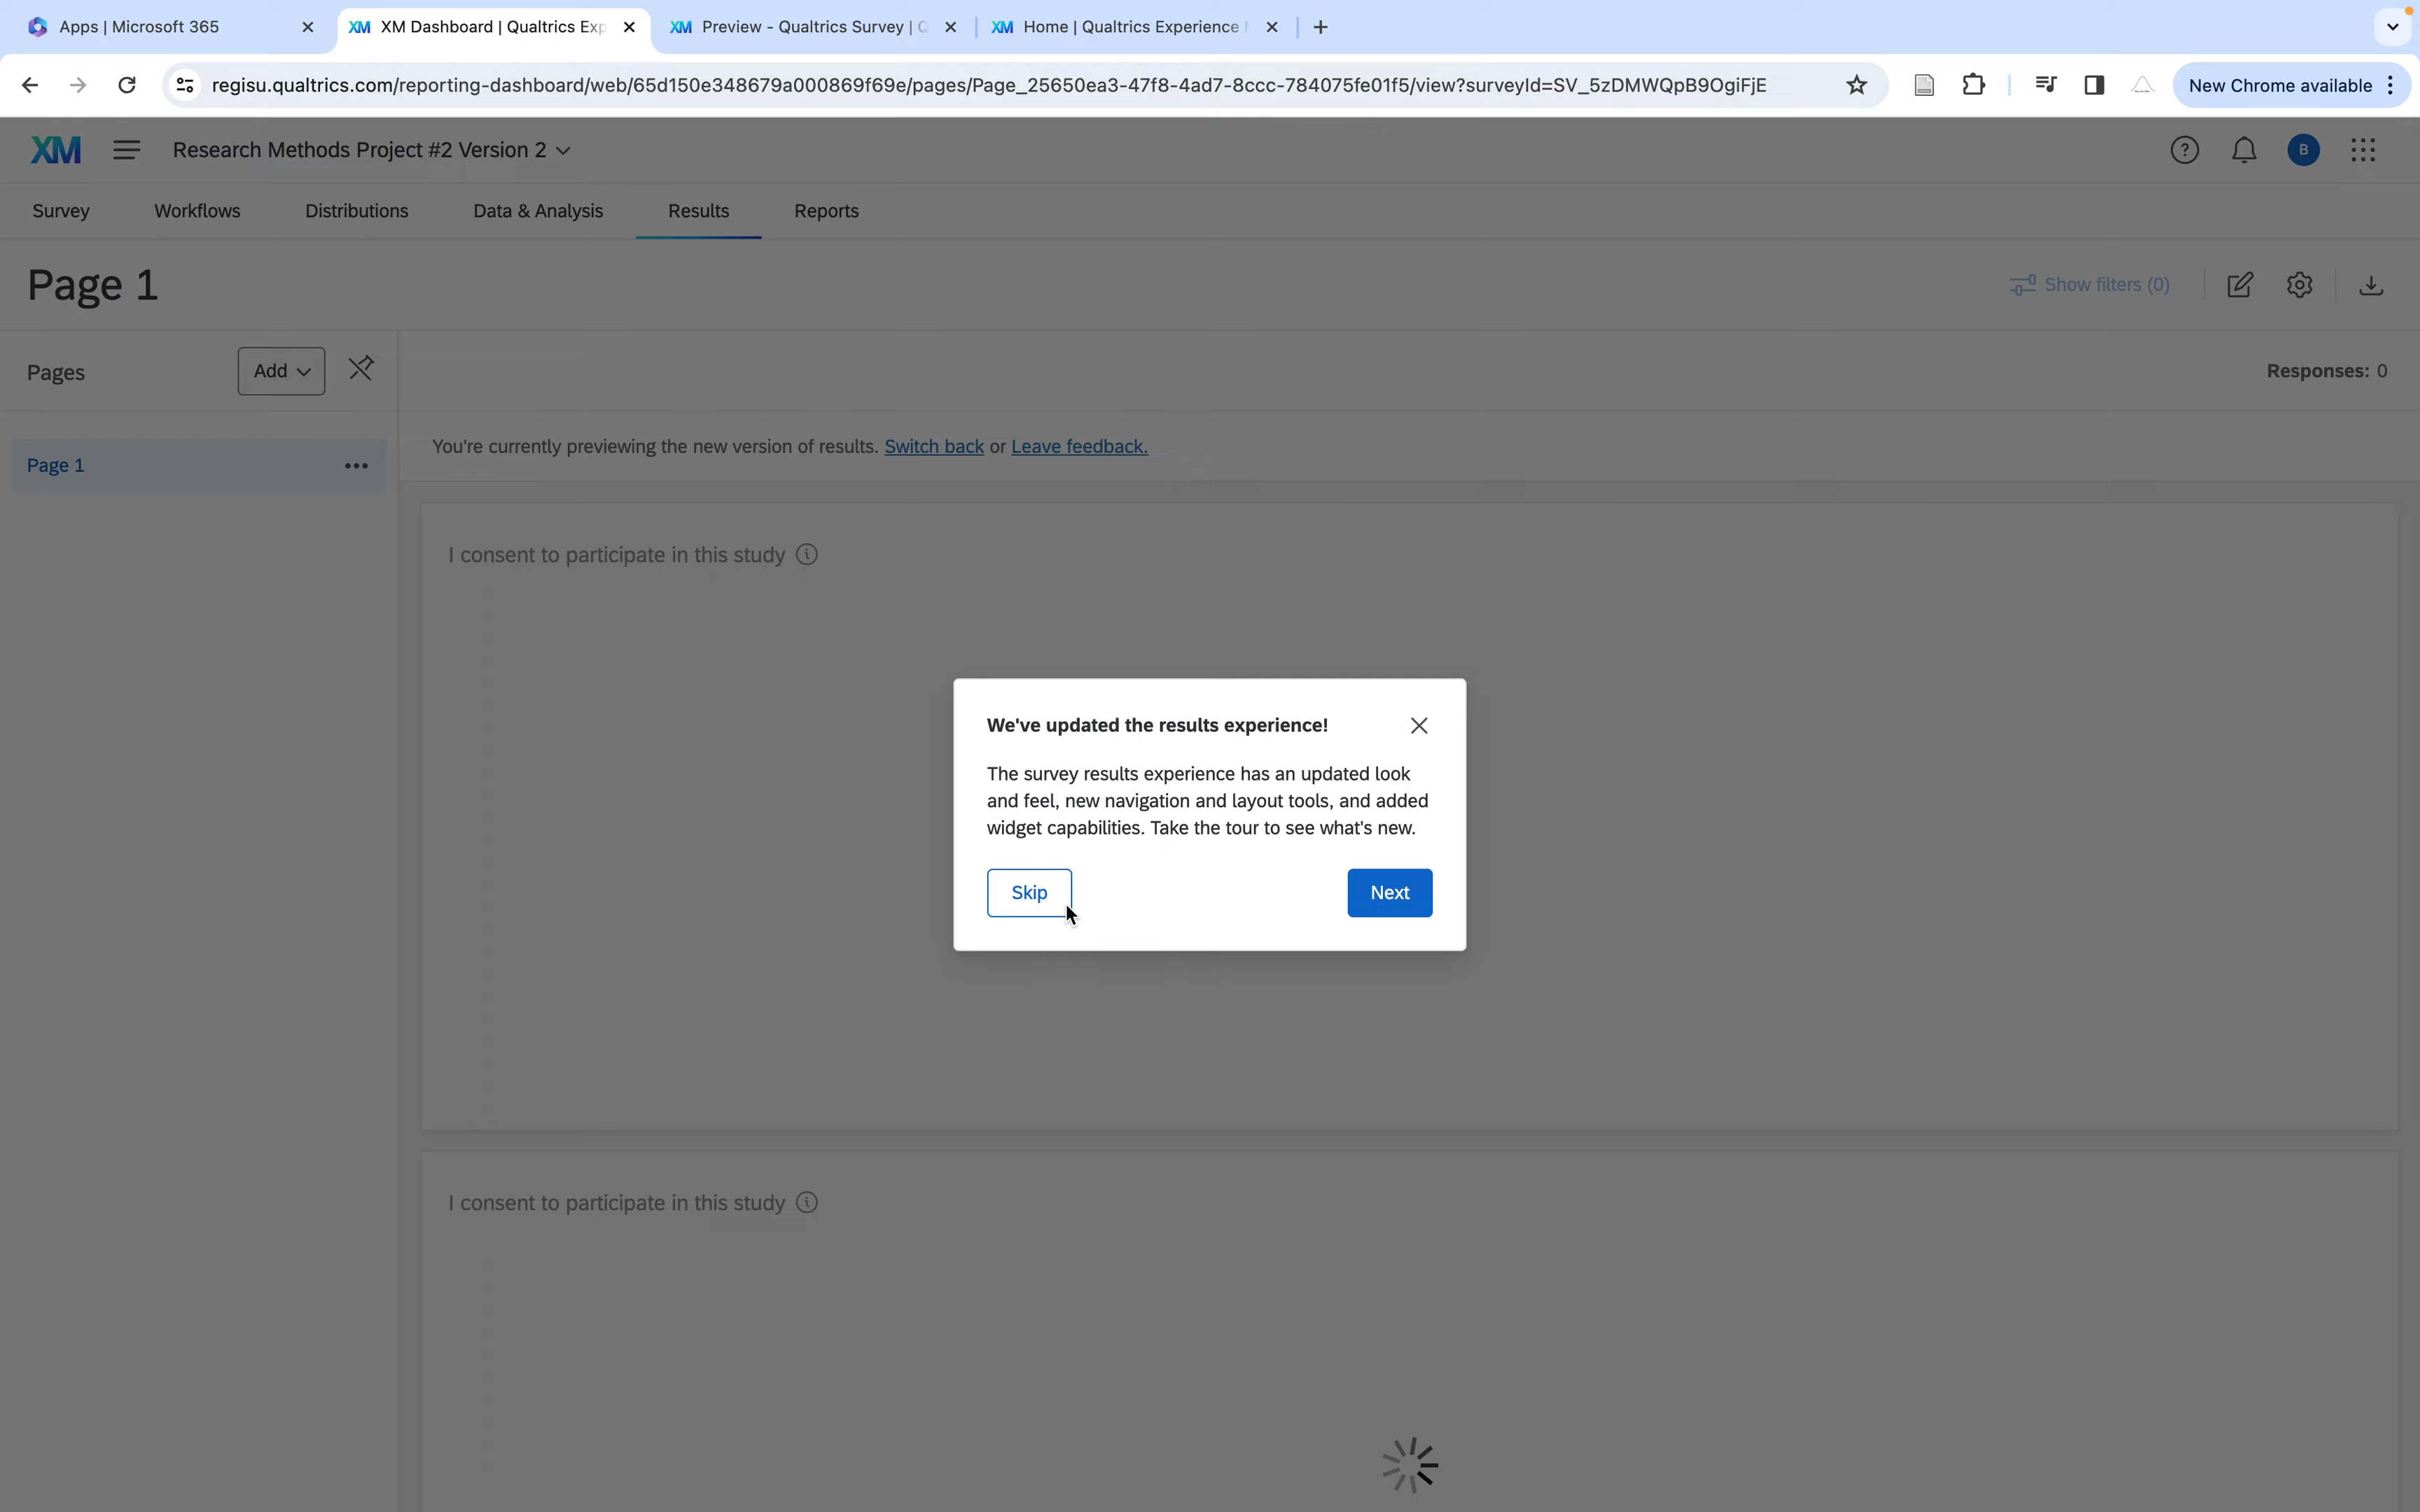 Apps | Microsoft 365
XM Dashboard | Qualtrics Exp
Preview - Qualtrics Survey | Q
Home | Qualtrics Experience
regisu.qualtrics.com/reporting-dashboard/web/65d150e348679a000869f69e/pages/Page_25650ea3-47f8-4ad7-8ccc-784075fe01f5/view?surveyId=SV_5zDMWQpB9OgiFjE
New Chrome available
XM
Research Methods Project #2 Version 2
B
Survey Workflows Distributions Data & Analysis Results Reports
Page 1
Show filters (0)
Pages
Add
Responses: 0
You're currently previewing the new version of results. Switch back or Leave feedback.
Page 1
I consent to participate in this study
We've updated the results experience!
The survey results experience has an updated look
and feel, new navigation and layout tools, and added
widget capabilities. Take the tour to see what's new.
Skip
Next
I consent to participate in this study